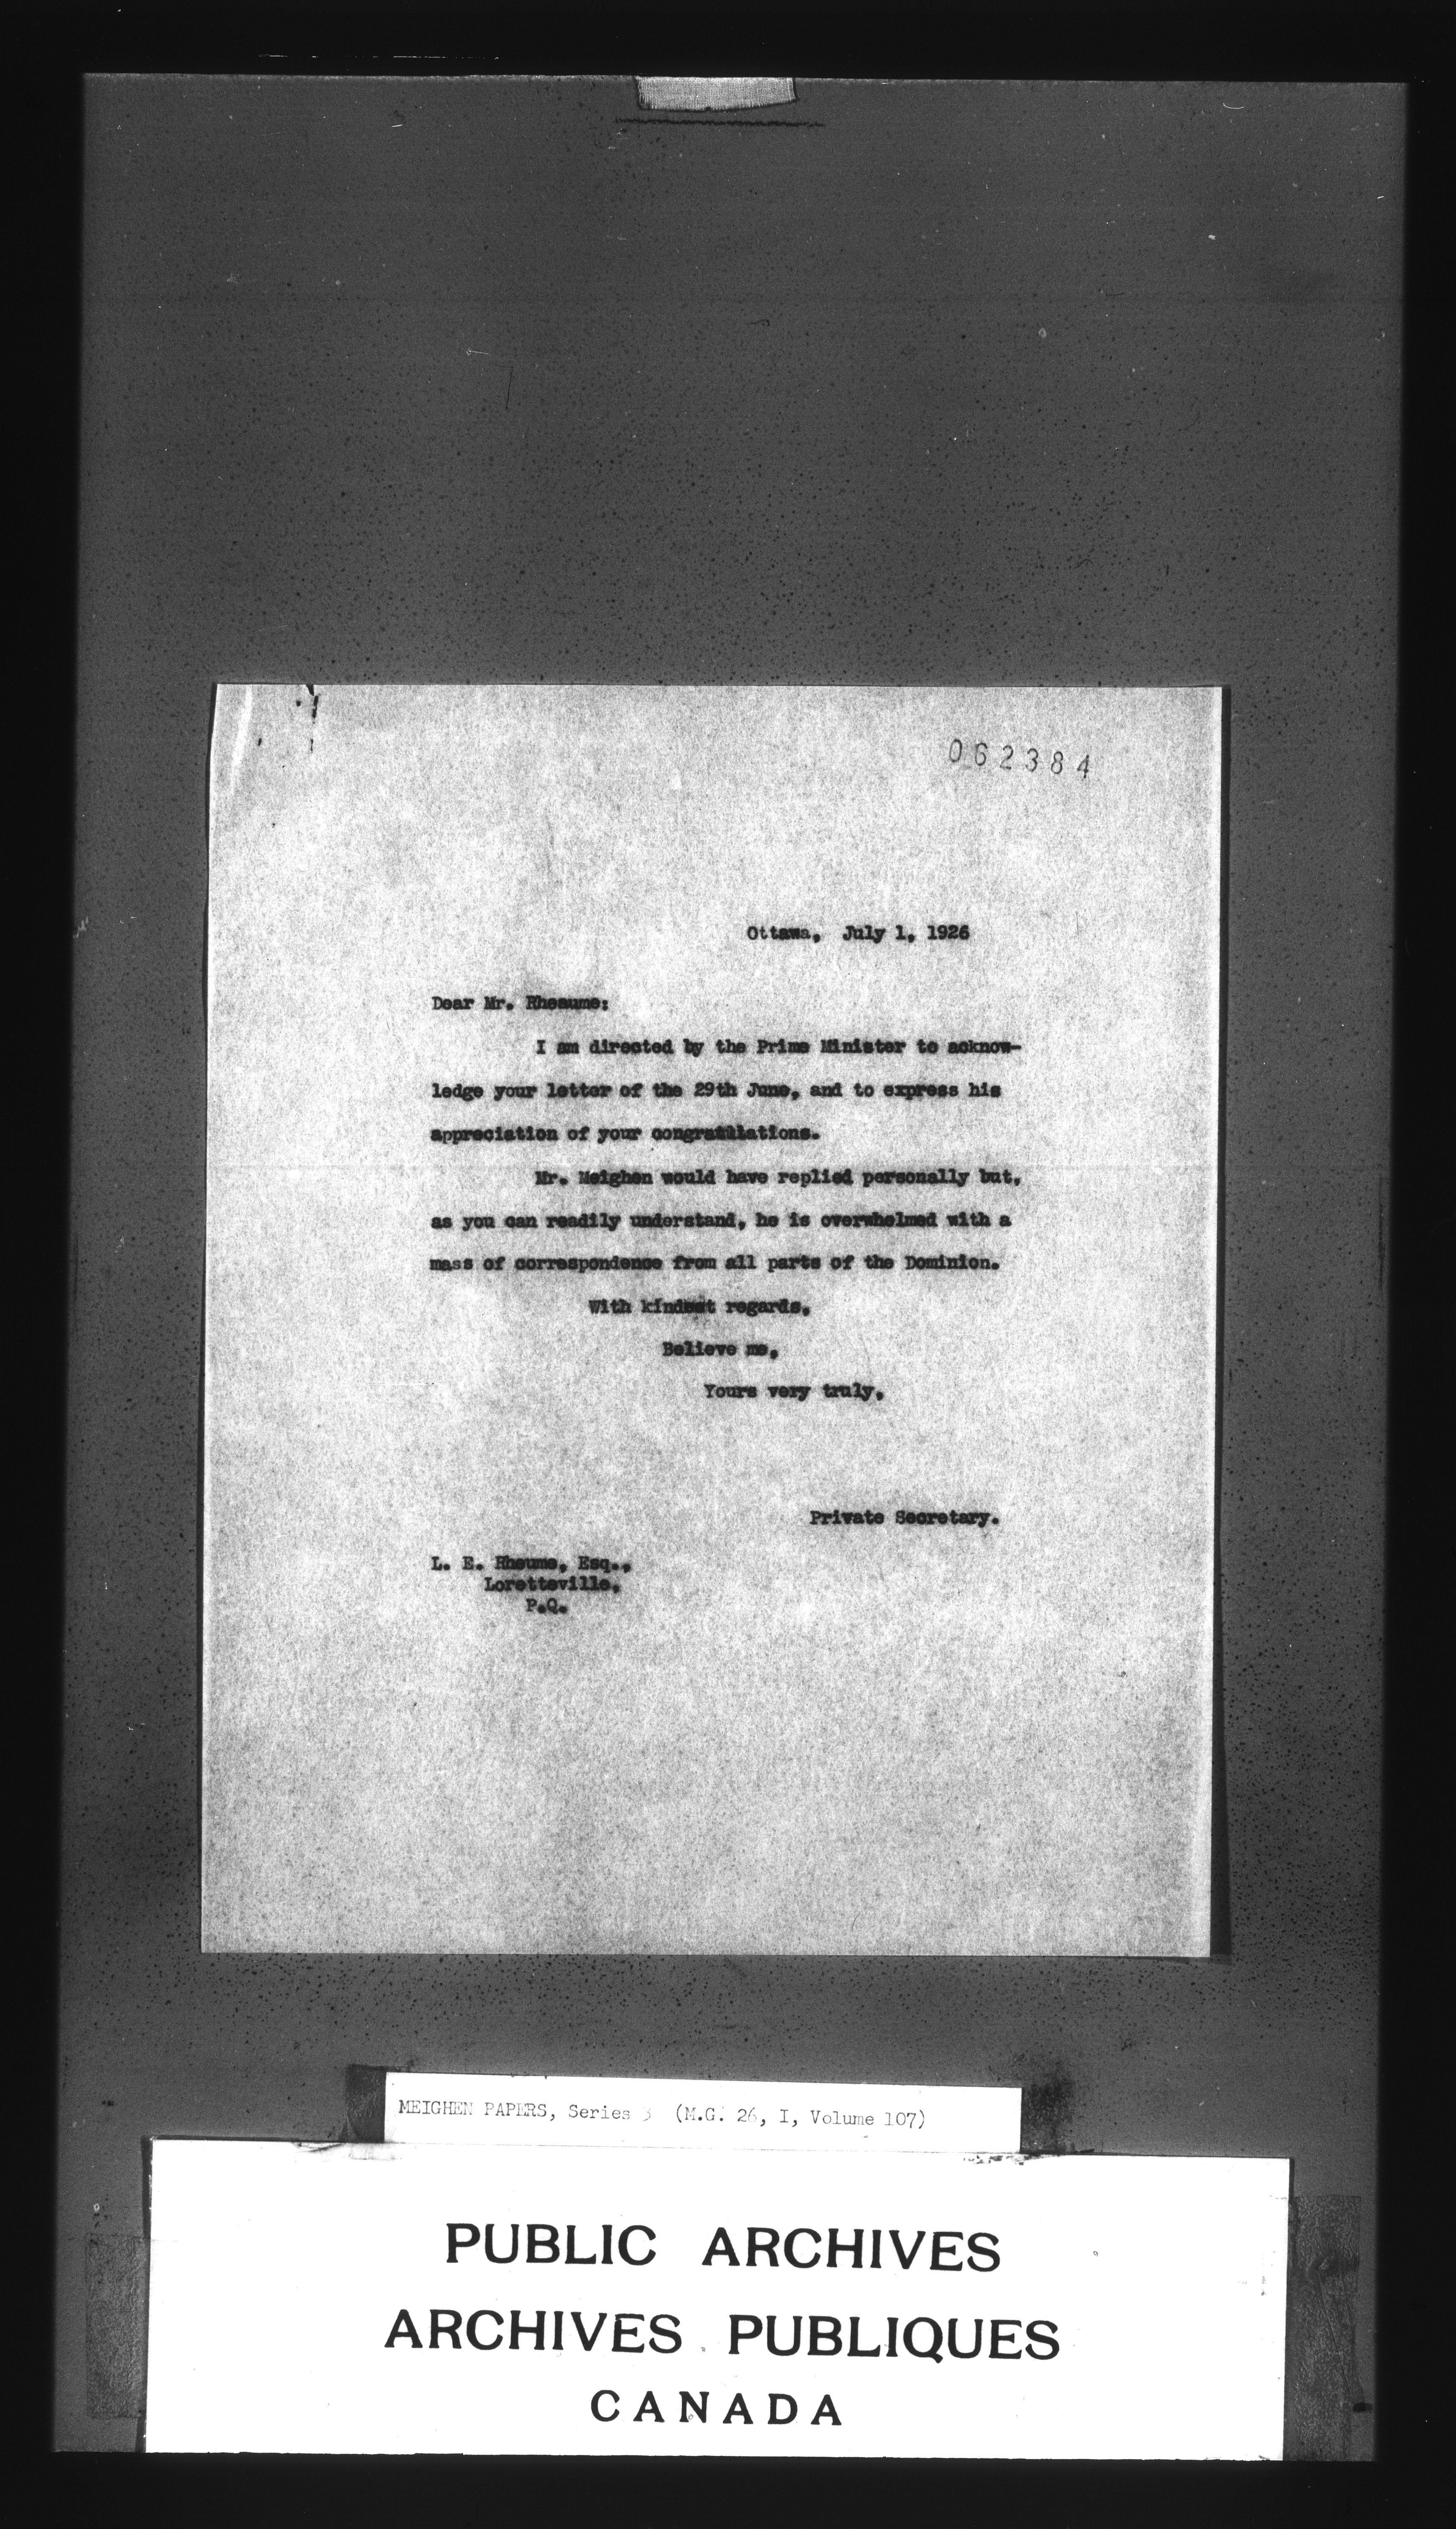 062384
Ottawa, July 1, 1926
Dear Mr. Rheaume:
I am directed by the Prime Minister to acknow-
ledge your letter of the 29th June, and to express his
appreciation of your congratulations.
Mr. Meighen would have replied personally but,
as you can readily understand, he is overwhelmed with a
mass of correspondence from all parts of the Dominion.
With kindest regards,
Believe me,
Yours very truly,
Private Secretary.
L. E. Rheume, Esq.,
Loretteville,
P.Q.
MEIGHEN PAPERS, Series 3 (M.G. 26, I, Volume 107)
PUBLIC ARCHIVES
ARCHIVES PUBLIQUES
CANADA